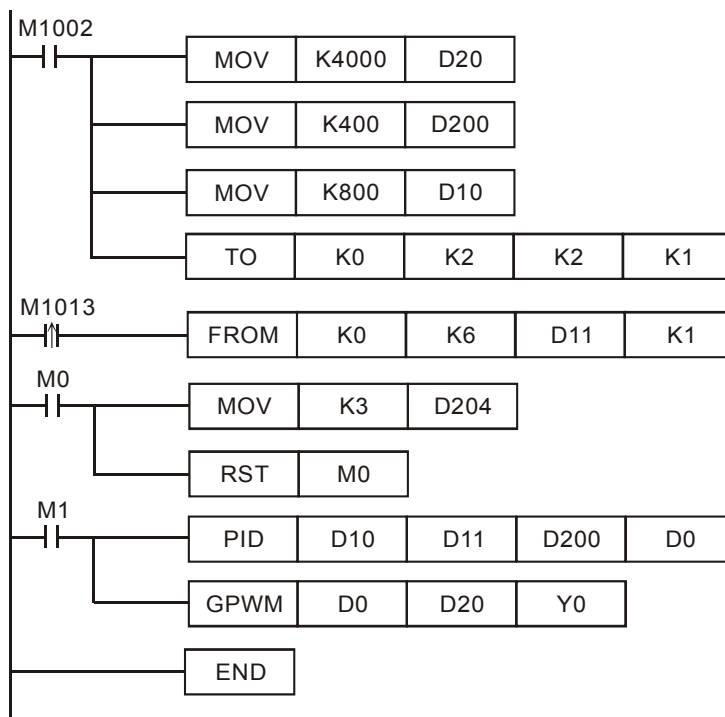 M1002
MOV K4000 D20
MOV K400 D200
MOV K800 D10
TO K0 K2 K2 K1
M1013
FROM K0 K6 D11 K1
M0
MOV K3 D204
RST M0
M1
PID D10 D11 D200 D0
GPWM D0 D20 Y0
END